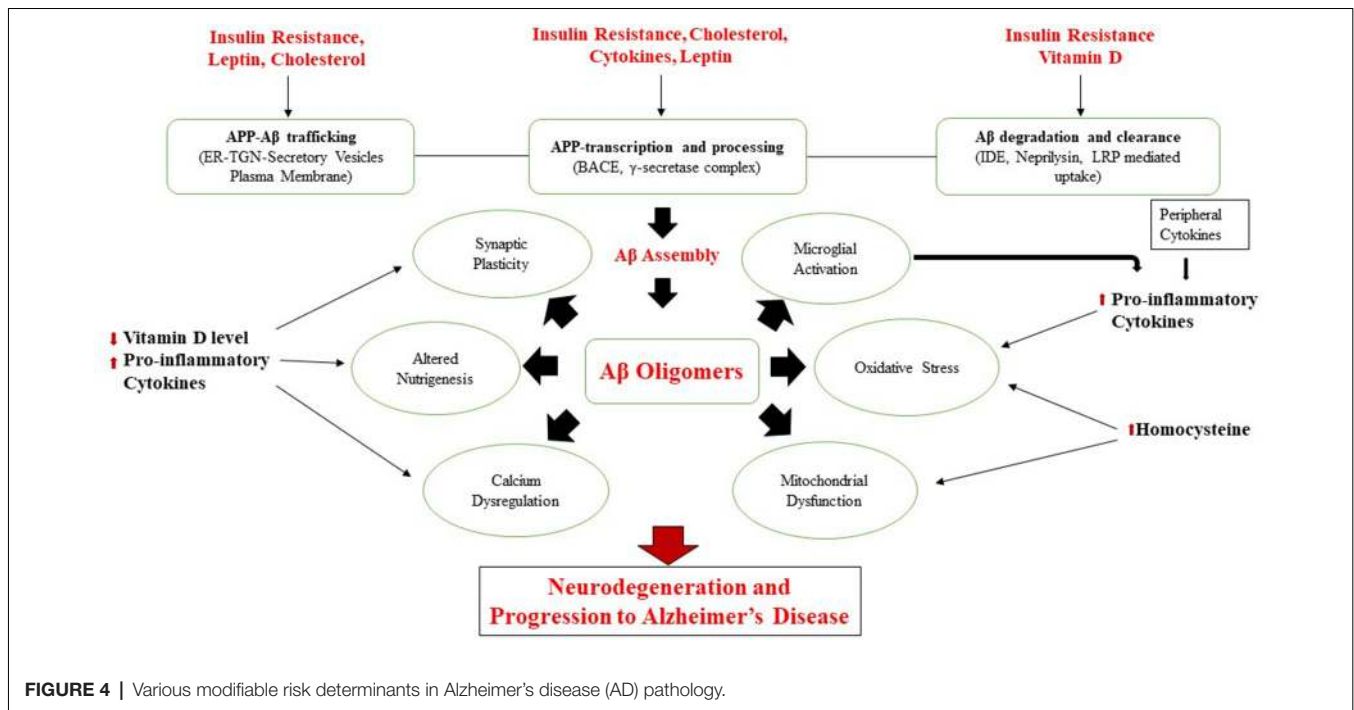 Insulin Resistance,
Leptin, Cholesterol
Insulin Resistance, Cholesterol,
Cytokines, Leptin
Insulin Resistance
Vitamin D
APP-Aβ trafficking
(ER-TGN-Secretory Vesicles
Plasma Membrane)
APP-transcription and processing
(BACE, γ-secretase complex)
Aβ degradation and clearance
(IDE, Neprilysin, LRP mediated
uptake)
Peripheral
Cytokines
Synaptic
Plasticity
Aβ Assembly
Microglial
Activation
Pro-inflammatory
Cytokines
Vitamin D level
Pro-inflammatory
Cytokines
Altered
Nutrigenesis
Aβ Oligomers
Oxidative Stress
Homocysteine
Calcium
Dysregulation
Mitochondrial
Dysfunction
Neurodegeneration and
Progression to Alzheimer's Disease
FIGURE 4 | Various modifiable risk determinants in Alzheimer's disease (AD) pathology.